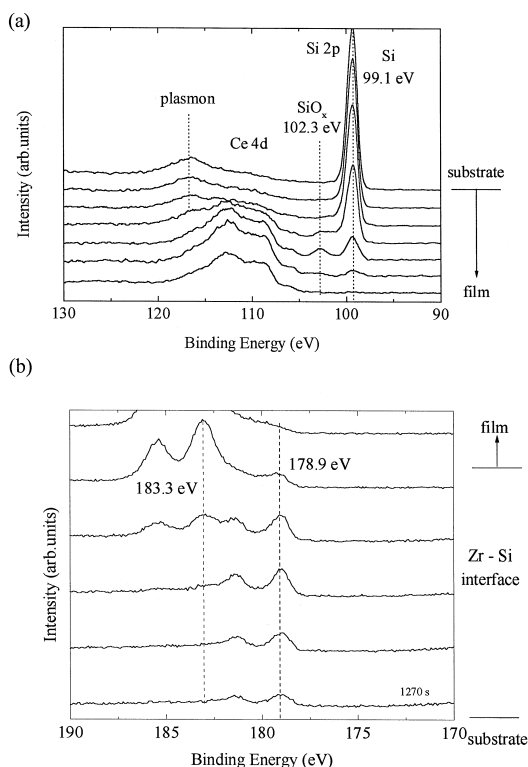 (a)
Si 2p
Si
99.1 eV
plasmon
SiOx
102.3 eV
Ce 4d
substrate
film
Intensity (arb.units)
130
120
110
100
90
Binding Energy (eV)
(b)
film
178.9 eV
183.3 eV
Zr - Si
interface
Intensity (arb.units)
1270 s
190
185
180
175
170
substrate
Binding Energy (eV)